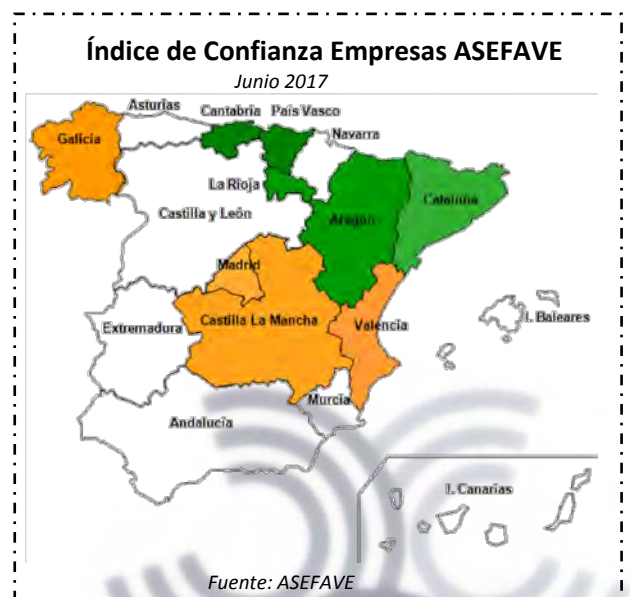 Índice de Confianza Empresas ASEFAVE
Junio 2017
Asturias
Cantabria
País Vasco
Galicia
Navarra
La Rioja
Cataluña
Castilla y León
Aragón
Madrid
Extremadura
Castilla La Mancha
Valencia
I. Baleares
Murcia
Andalucía
I. Canarias
Fuente: ASEFAVE